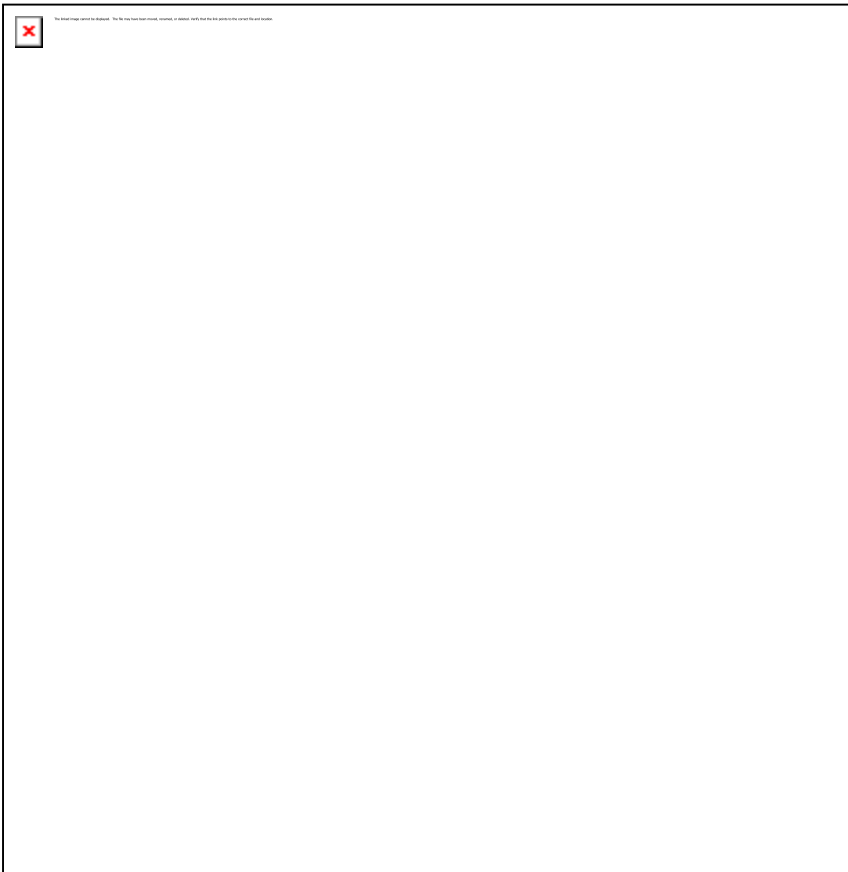 The linked image cannot be displayed. The file may have been moved, renamed, or deleted. Verify that the link points to the correct file and location.